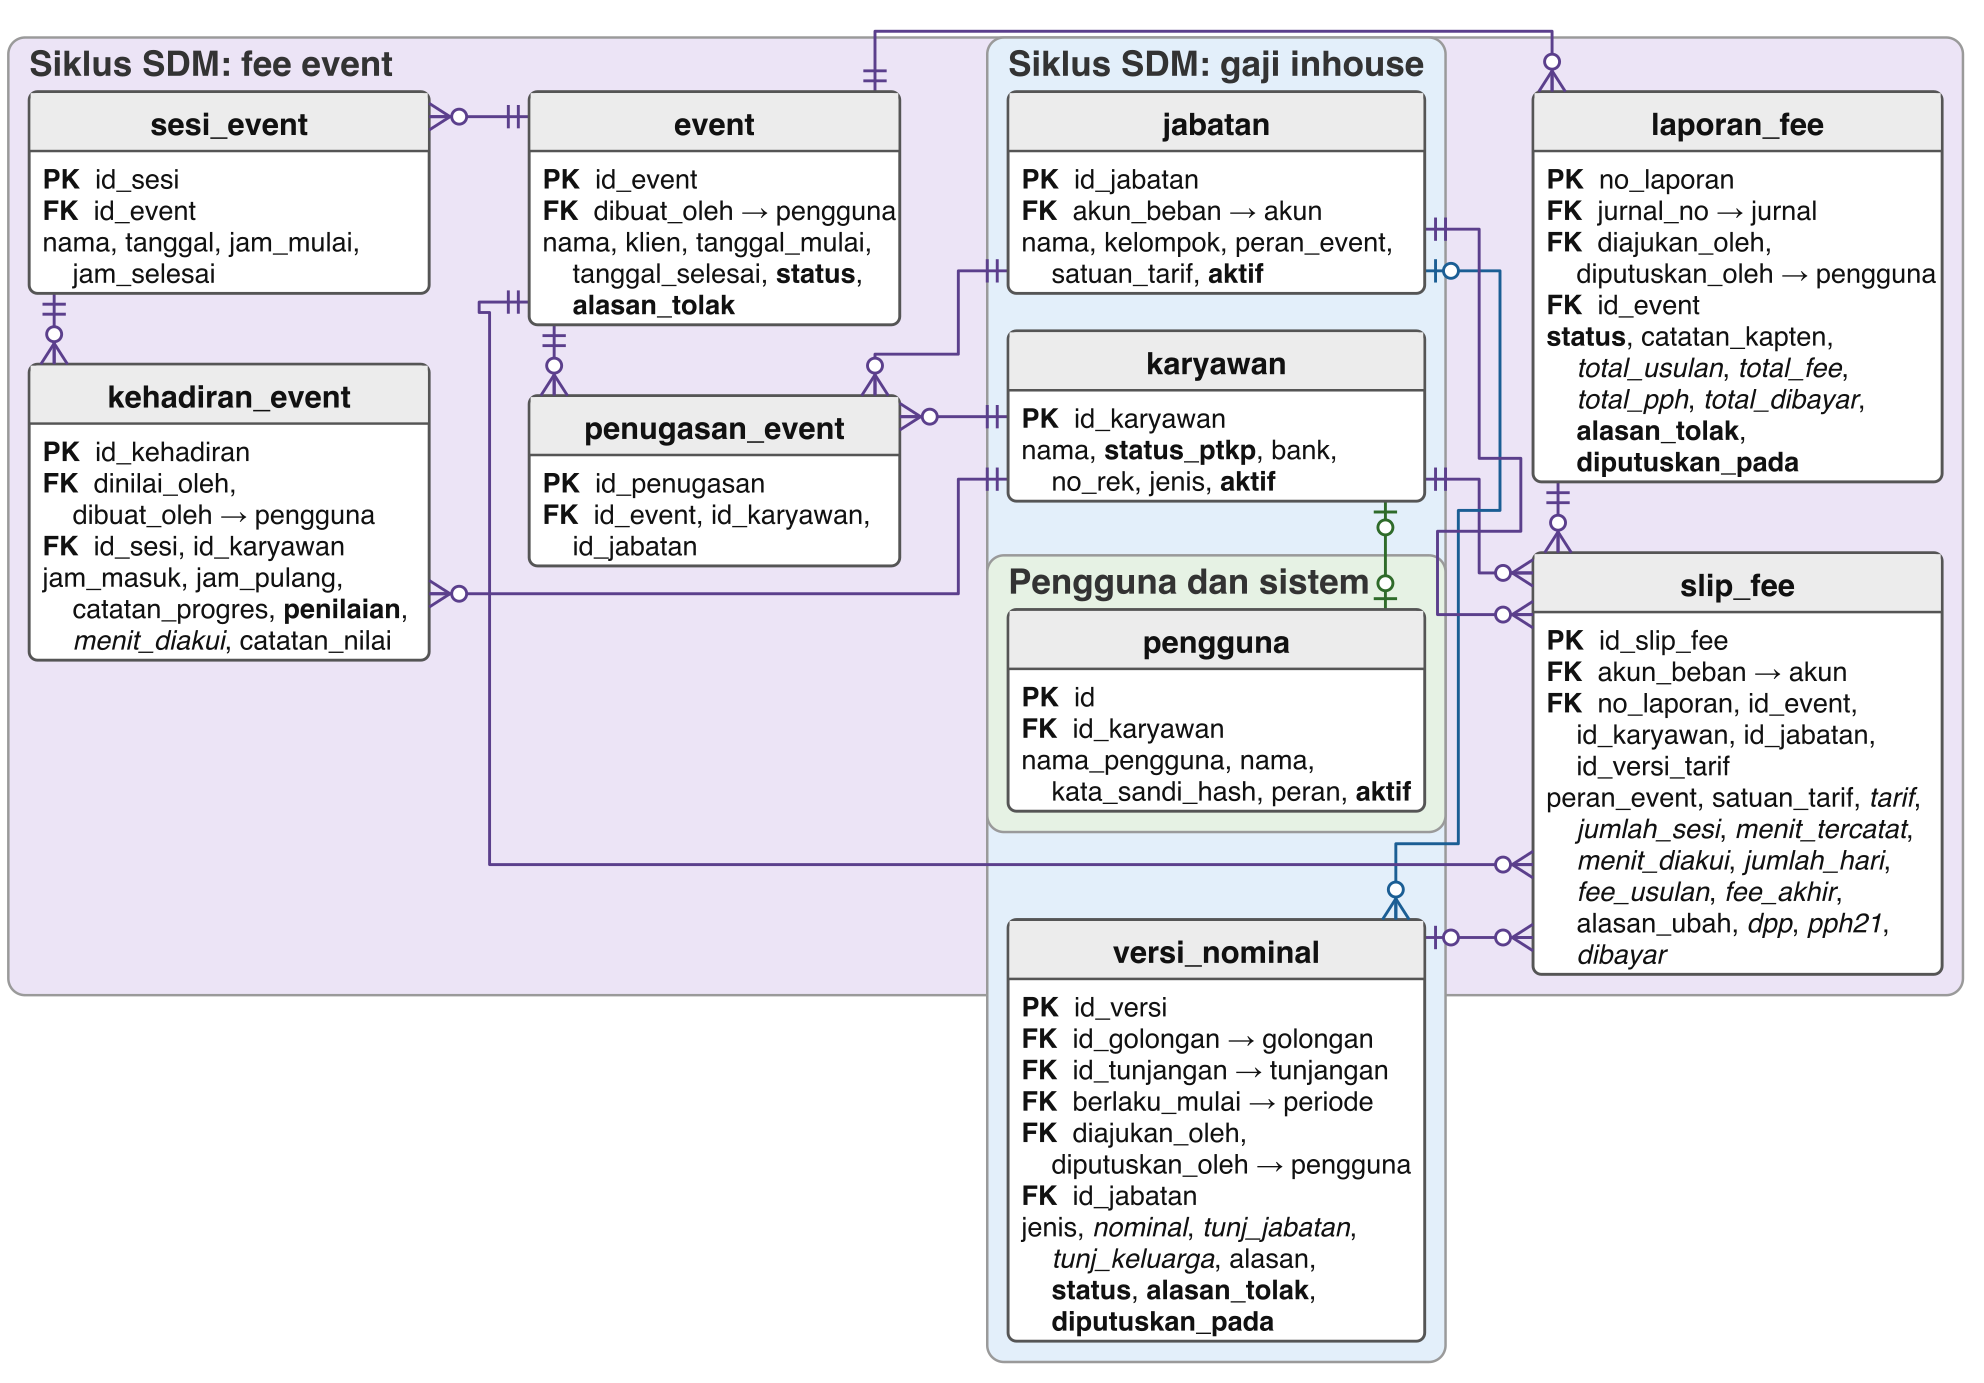 Siklus SDM: fee event
sesi_event
PK id_sesi
FK id_event
nama, tanggal, jam_mulai,
jam_selesai
kehadiran_event
PK id_kehadiran
FK dinilai_oleh,
dibuat_oleh → pengguna
FK id_sesi, id_karyawan
jam_masuk, jam_pulang,
catatan_progres, penilaian,
menit_diakui, catatan_nilai
event
PK id_event
FK dibuat_oleh → pengguna
nama, klien, tanggal_mulai,
tanggal_selesai, status,
alasan_tolak
penugasan_event
PK id_penugasan
FK id_event, id_karyawan,
id_jabatan
Siklus SDM: gaji inhouse
jabatan
PK id_jabatan
FK akun_beban → akun
nama, kelompok, peran_event,
satuan_tarif, aktif
karyawan
PK id_karyawan
nama, status_ptkp, bank,
no_rek, jenis, aktif
Pengguna dan sistem
pengguna
PK id
FK id_karyawan
nama_pengguna, nama,
kata_sandi_hash, peran, aktif
versi_nominal
PK id_versi
FK id_golongan → golongan
FK id_tunjangan → tunjangan
FK berlaku_mulai → periode
FK diajukan_oleh,
diputuskan_oleh → pengguna
FK id_jabatan
jenis, nominal, tunj_jabatan,
tunj_keluarga, alasan,
status, alasan_tolak,
diputuskan_pada
laporan_fee
PK no_laporan
FK jurnal_no → jurnal
FK diajukan_oleh,
diputuskan_oleh → pengguna
FK id_event
status, catatan_kapten,
total_usulan, total_fee,
total_pph, total_dibayar,
alasan_tolak,
diputuskan_pada
slip_fee
PK id_slip_fee
FK akun_beban → akun
FK no_laporan, id_event,
id_karyawan, id_jabatan,
id_versi_tarif
peran_event, satuan_tarif, tarif,
jumlah_sesi, menit_tercatat,
menit_diakui, jumlah_hari,
fee_usulan, fee_akhir,
alasan_ubah, dpp, pph21,
dibayar